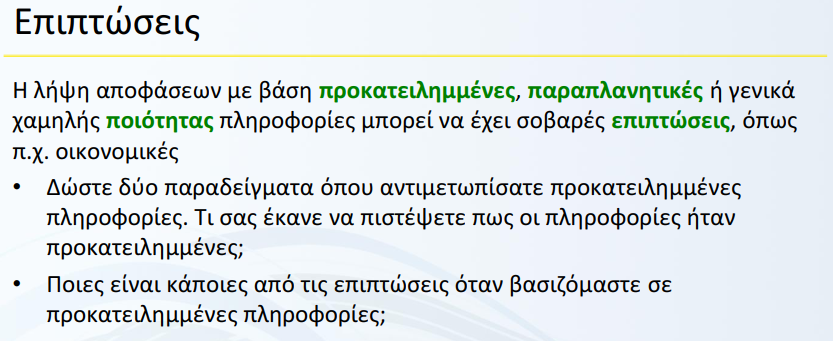 Επιπτώσεις
Η λήψη αποφάσεων με βάση προκατειλημμένες, παραπλανητικές ή γενικά
χαμηλής ποιότητας πληροφορίες μπορεί να έχει σοβαρές επιπτώσεις, όπως
π.χ. οικονομικές
• Δώστε δύο παραδείγματα όπου αντιμετωπίσατε προκατειλημμένες
πληροφορίες. Τι σας έκανε να πιστέψετε πως οι πληροφορίες ήταν
προκατειλημμένες;
• Ποιες είναι κάποιες από τις επιπτώσεις όταν βασιζόμαστε σε
προκατειλημμένες πληροφορίες;